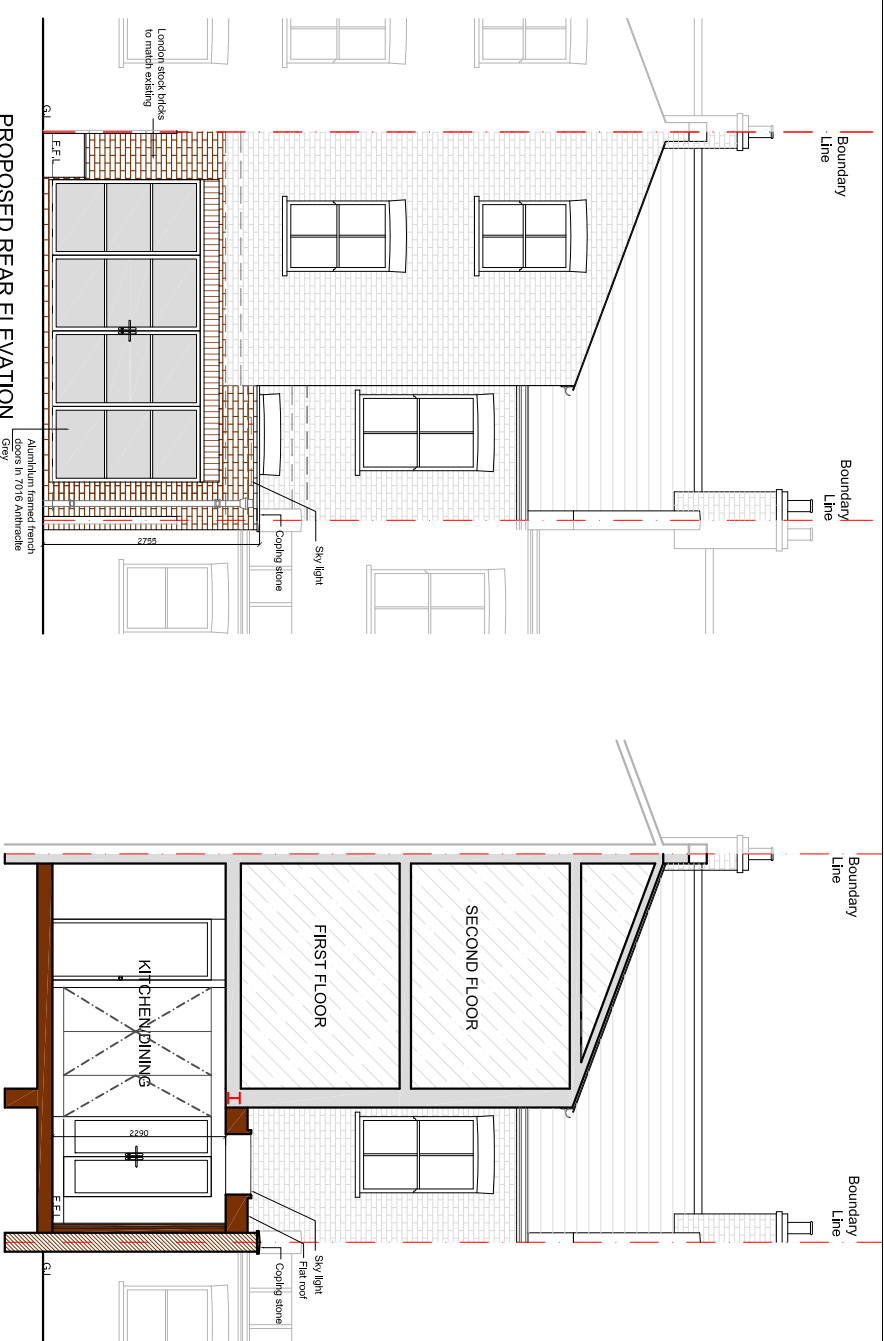 Boundary
Line
Boundary
Line
London stock bricks
to match existing
G.L
F.F.L
Sky light
Coping stone
2755
Aluminium framed french
doors in 7016 Anthracite
Grey
PROPOSED REAR ELEVATION
Boundary
Line
Boundary
Line
SECOND FLOOR
FIRST FLOOR
KITCHEN/DINING
2290
F.F.L
Sky light
Flat roof
Coping stone
G.L